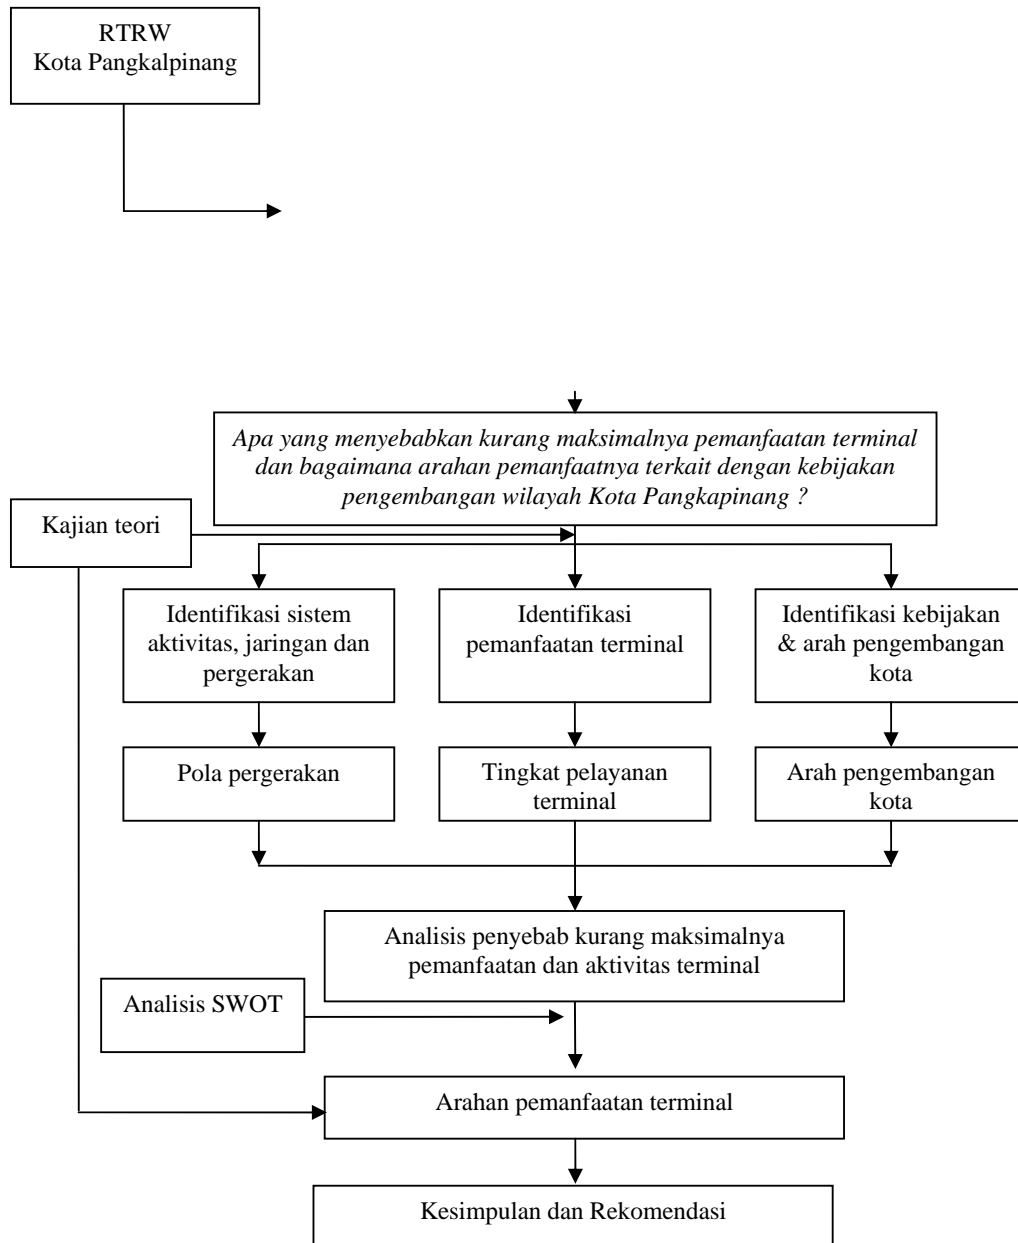 RTRW
Kota Pangkalpinang
Apa yang menyebabkan kurang maksimalnya pemanfaatan terminal
dan bagaimana arahan pemanfaatnya terkait dengan kebijakan
pengembangan wilayah Kota Pangkapinang ?
Kajian teori
Identifikasi sistem
aktivitas, jaringan dan
pergerakan
Identifikasi
pemanfaatan terminal
Identifikasi kebijakan
& arah pengembangan
kota
Pola pergerakan
Tingkat pelayanan
terminal
Arah pengembangan
kota
Analisis penyebab kurang maksimalnya
pemanfaatan dan aktivitas terminal
Analisis SWOT
Arahan pemanfaatan terminal
Kesimpulan dan Rekomendasi